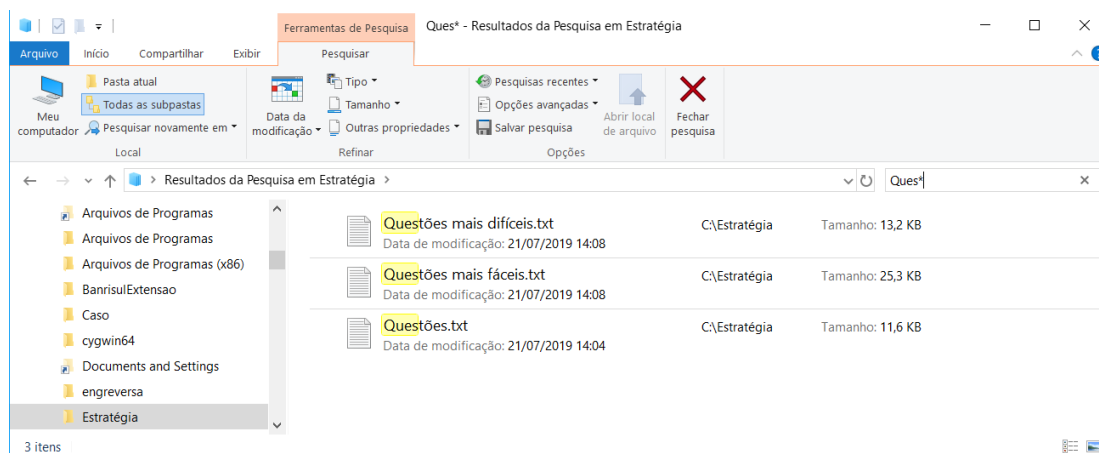 Ferramentas de Pesquisa Ques* - Resultados da Pesquisa em Estratégia
Arquivo Início Compartilhar Exibir Pesquisar
Meu computador
Pasta atual
Todas as subpastas
Pesquisar novamente em
Local
Data da modificação
Tipo
Tamanho
Outras propriedades
Refinar
Pesquisas recentes
Opções avançadas
Salvar pesquisa
Abrir local de arquivo
Opções
Fechar pesquisa
> Resultados da Pesquisa em Estratégia > Ques*
Arquivos de Programas
Arquivos de Programas
Arquivos de Programas (x86)
BanrisulExtensao
Caso
cygwin64
Documents and Settings
engreversa
Estratégia
Questões mais difíceis.txt C:\Estratégia Tamanho: 13,2 KB
Data de modificação: 21/07/2019 14:08
Questões mais fáceis.txt C:\Estratégia Tamanho: 25,3 KB
Data de modificação: 21/07/2019 14:08
Questões.txt C:\Estratégia Tamanho: 11,6 KB
Data de modificação: 21/07/2019 14:04
3 itens